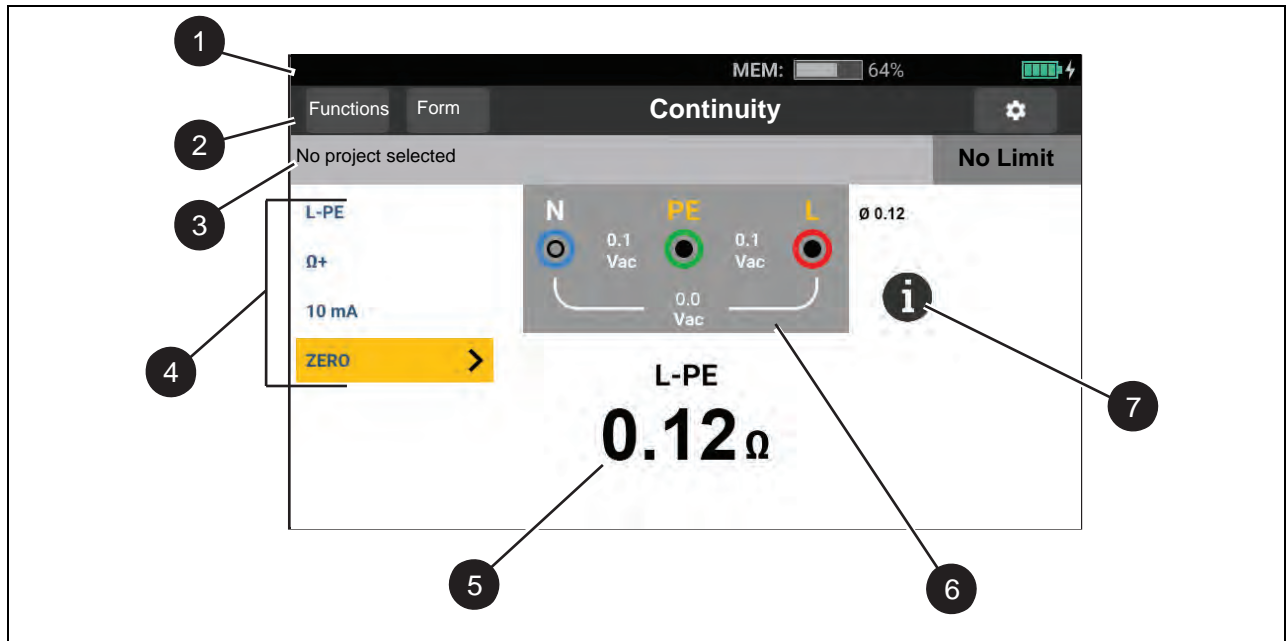 1
MEM: 64%
Functions Form Continuity
2
No project selected No Limit
3
L-PE
Ω+
10 mA
ZERO
4
N PE L
0.1 Vac 0.1 Vac
0.0 Vac
Ø 0.12
i
7
L-PE
0.12 Ω
5
6